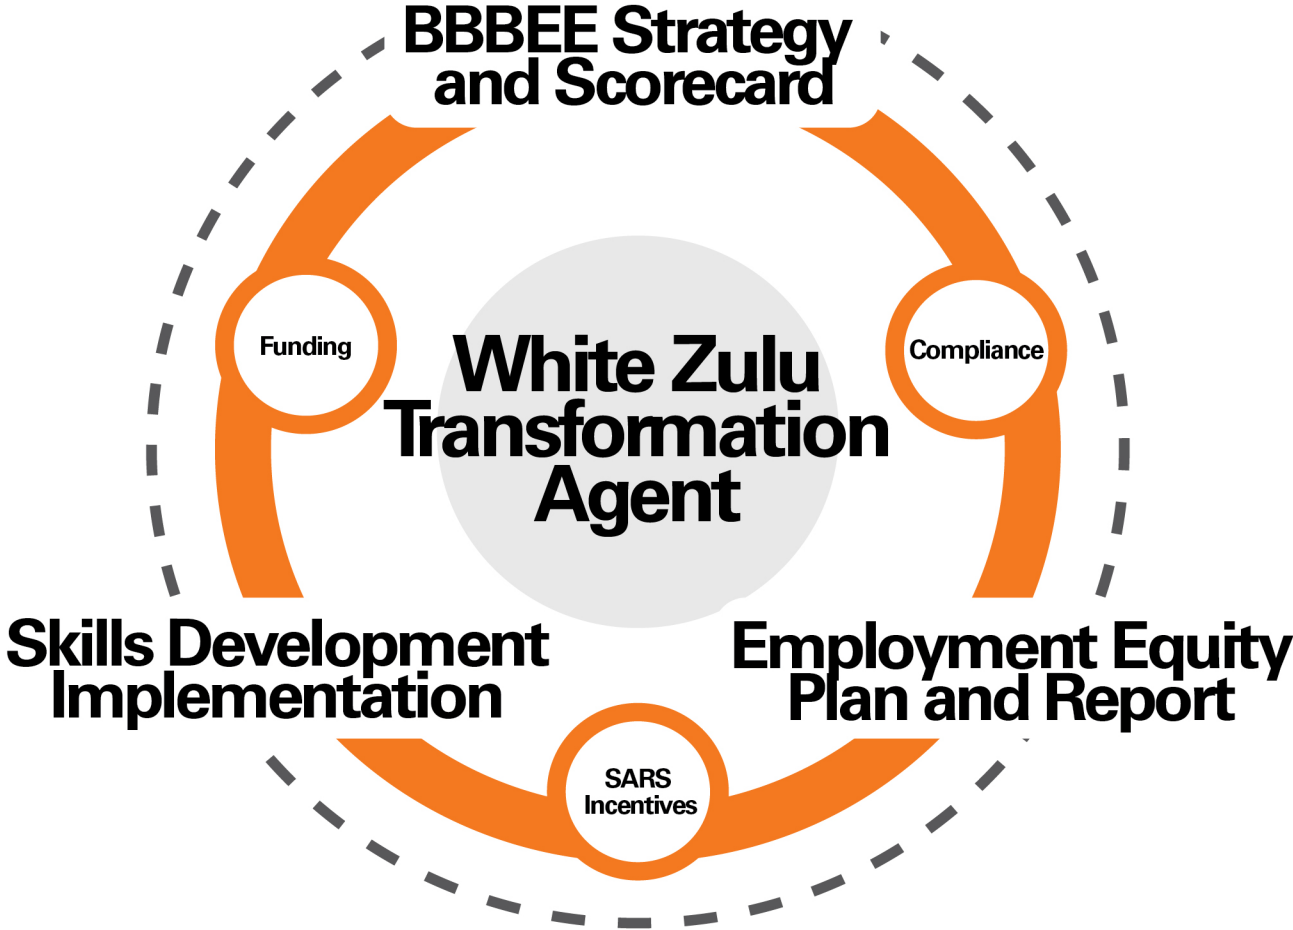 BBBEE Strategy
and Scorecard
Funding
Compliance
White Zulu
Transformation
Agent
Skills Development
Implementation
Employment Equity
Plan and Report
SARS
Incentives